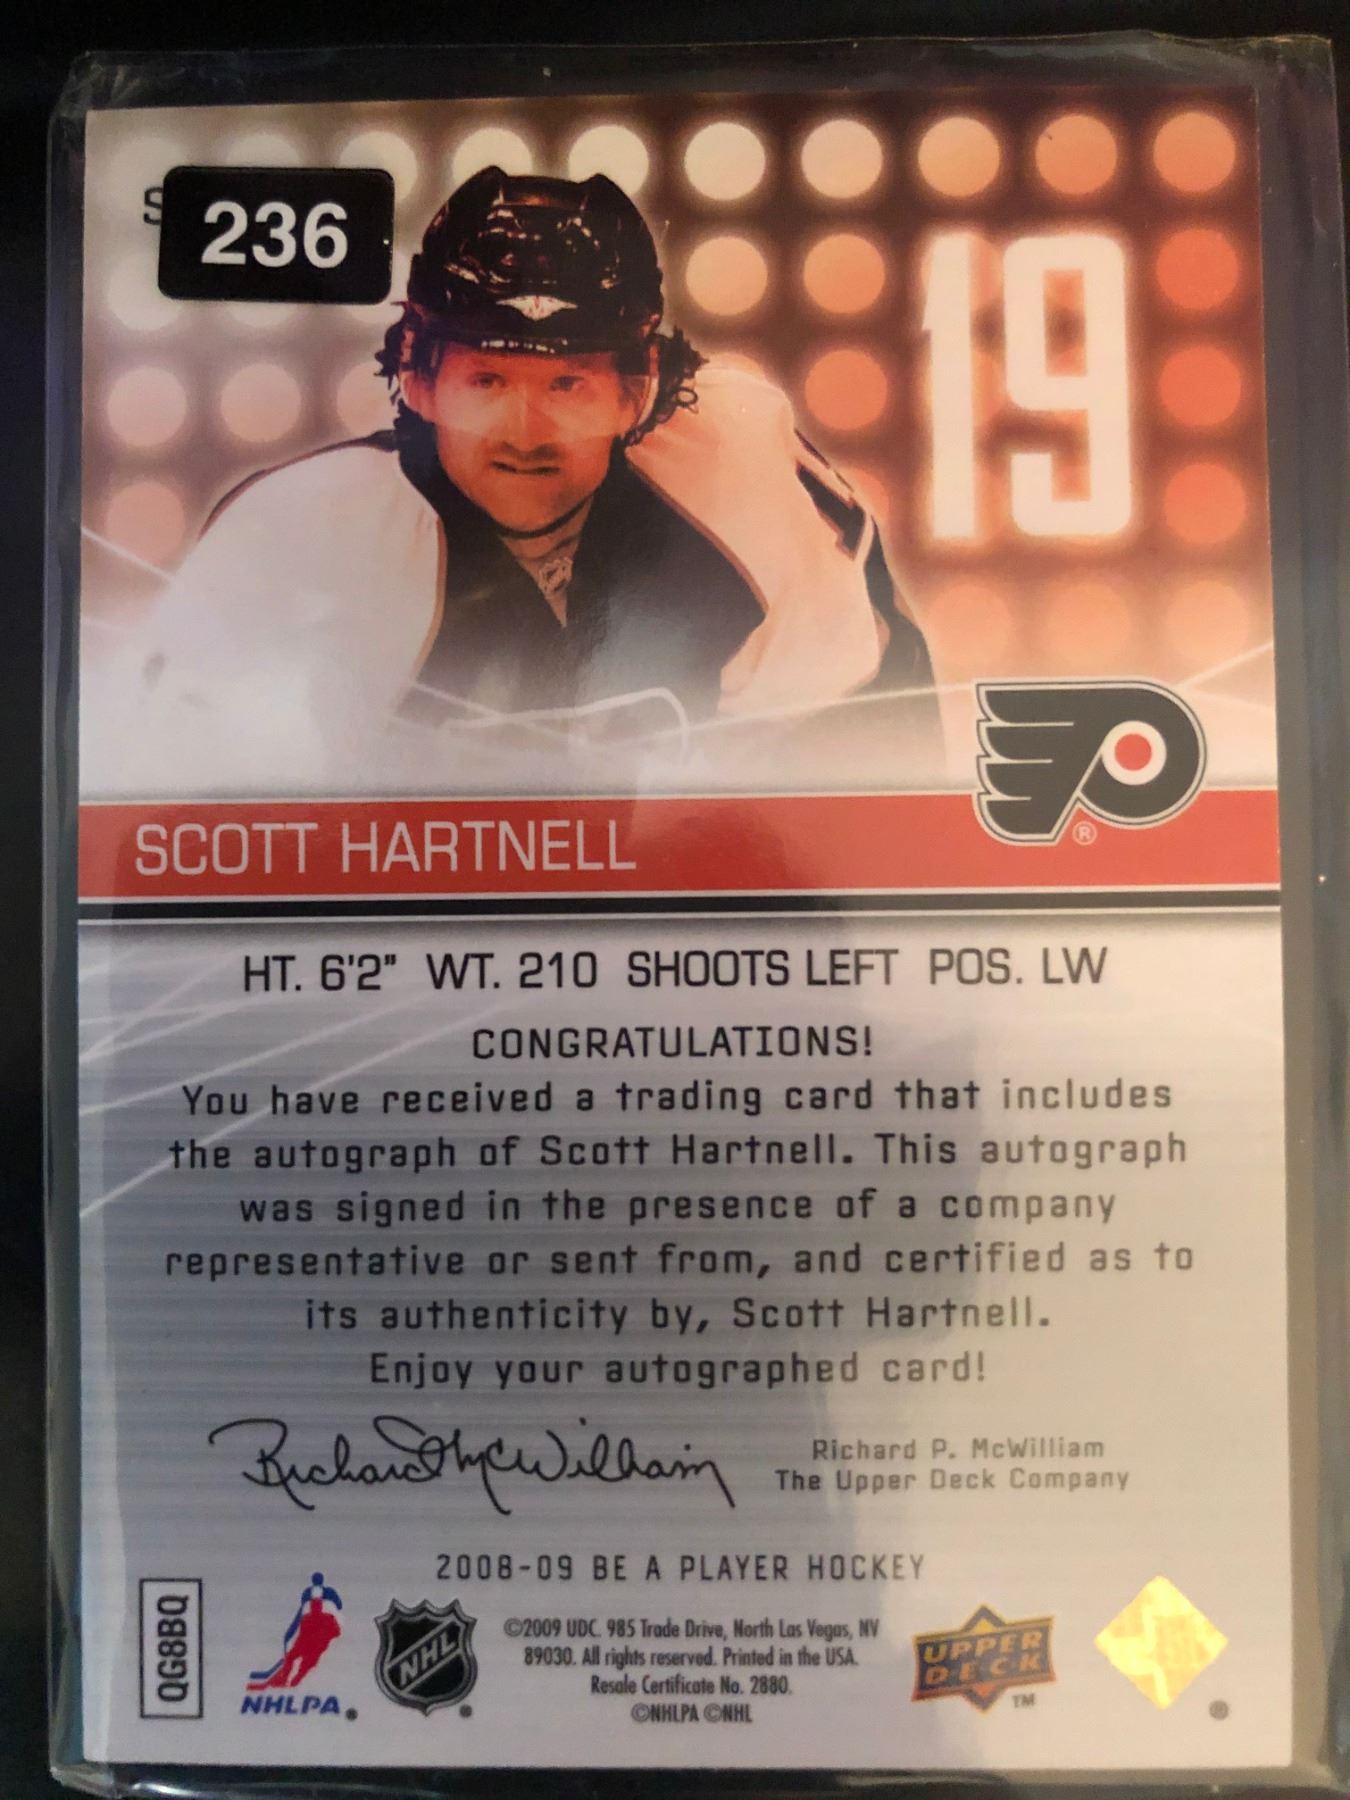 S
236
19
SCOTT HARTNELL
®
HT. 6'2" WT. 210 SHOOTS LEFT POS. LW
CONGRATULATIONS!
You have received a trading card that includes
the autograph of Scott Hartnell. This autograph
was signed in the presence of a company
representative or sent from, and certified as to
its authenticity by, Scott Hartnell.
Enjoy your autographed card!
Richard McWilliam
Richard P. McWilliam
The Upper Deck Company
2008-09 BE A PLAYER HOCKEY
QG8BQ
NHLPA®
NHL®
©2009 UDC. 985 Trade Drive, North Las Vegas, NV
89030. All rights reserved. Printed in the USA.
Resale Certificate No. 2880.
©NHLPA ©NHL
UPPER
DECK
TM
®